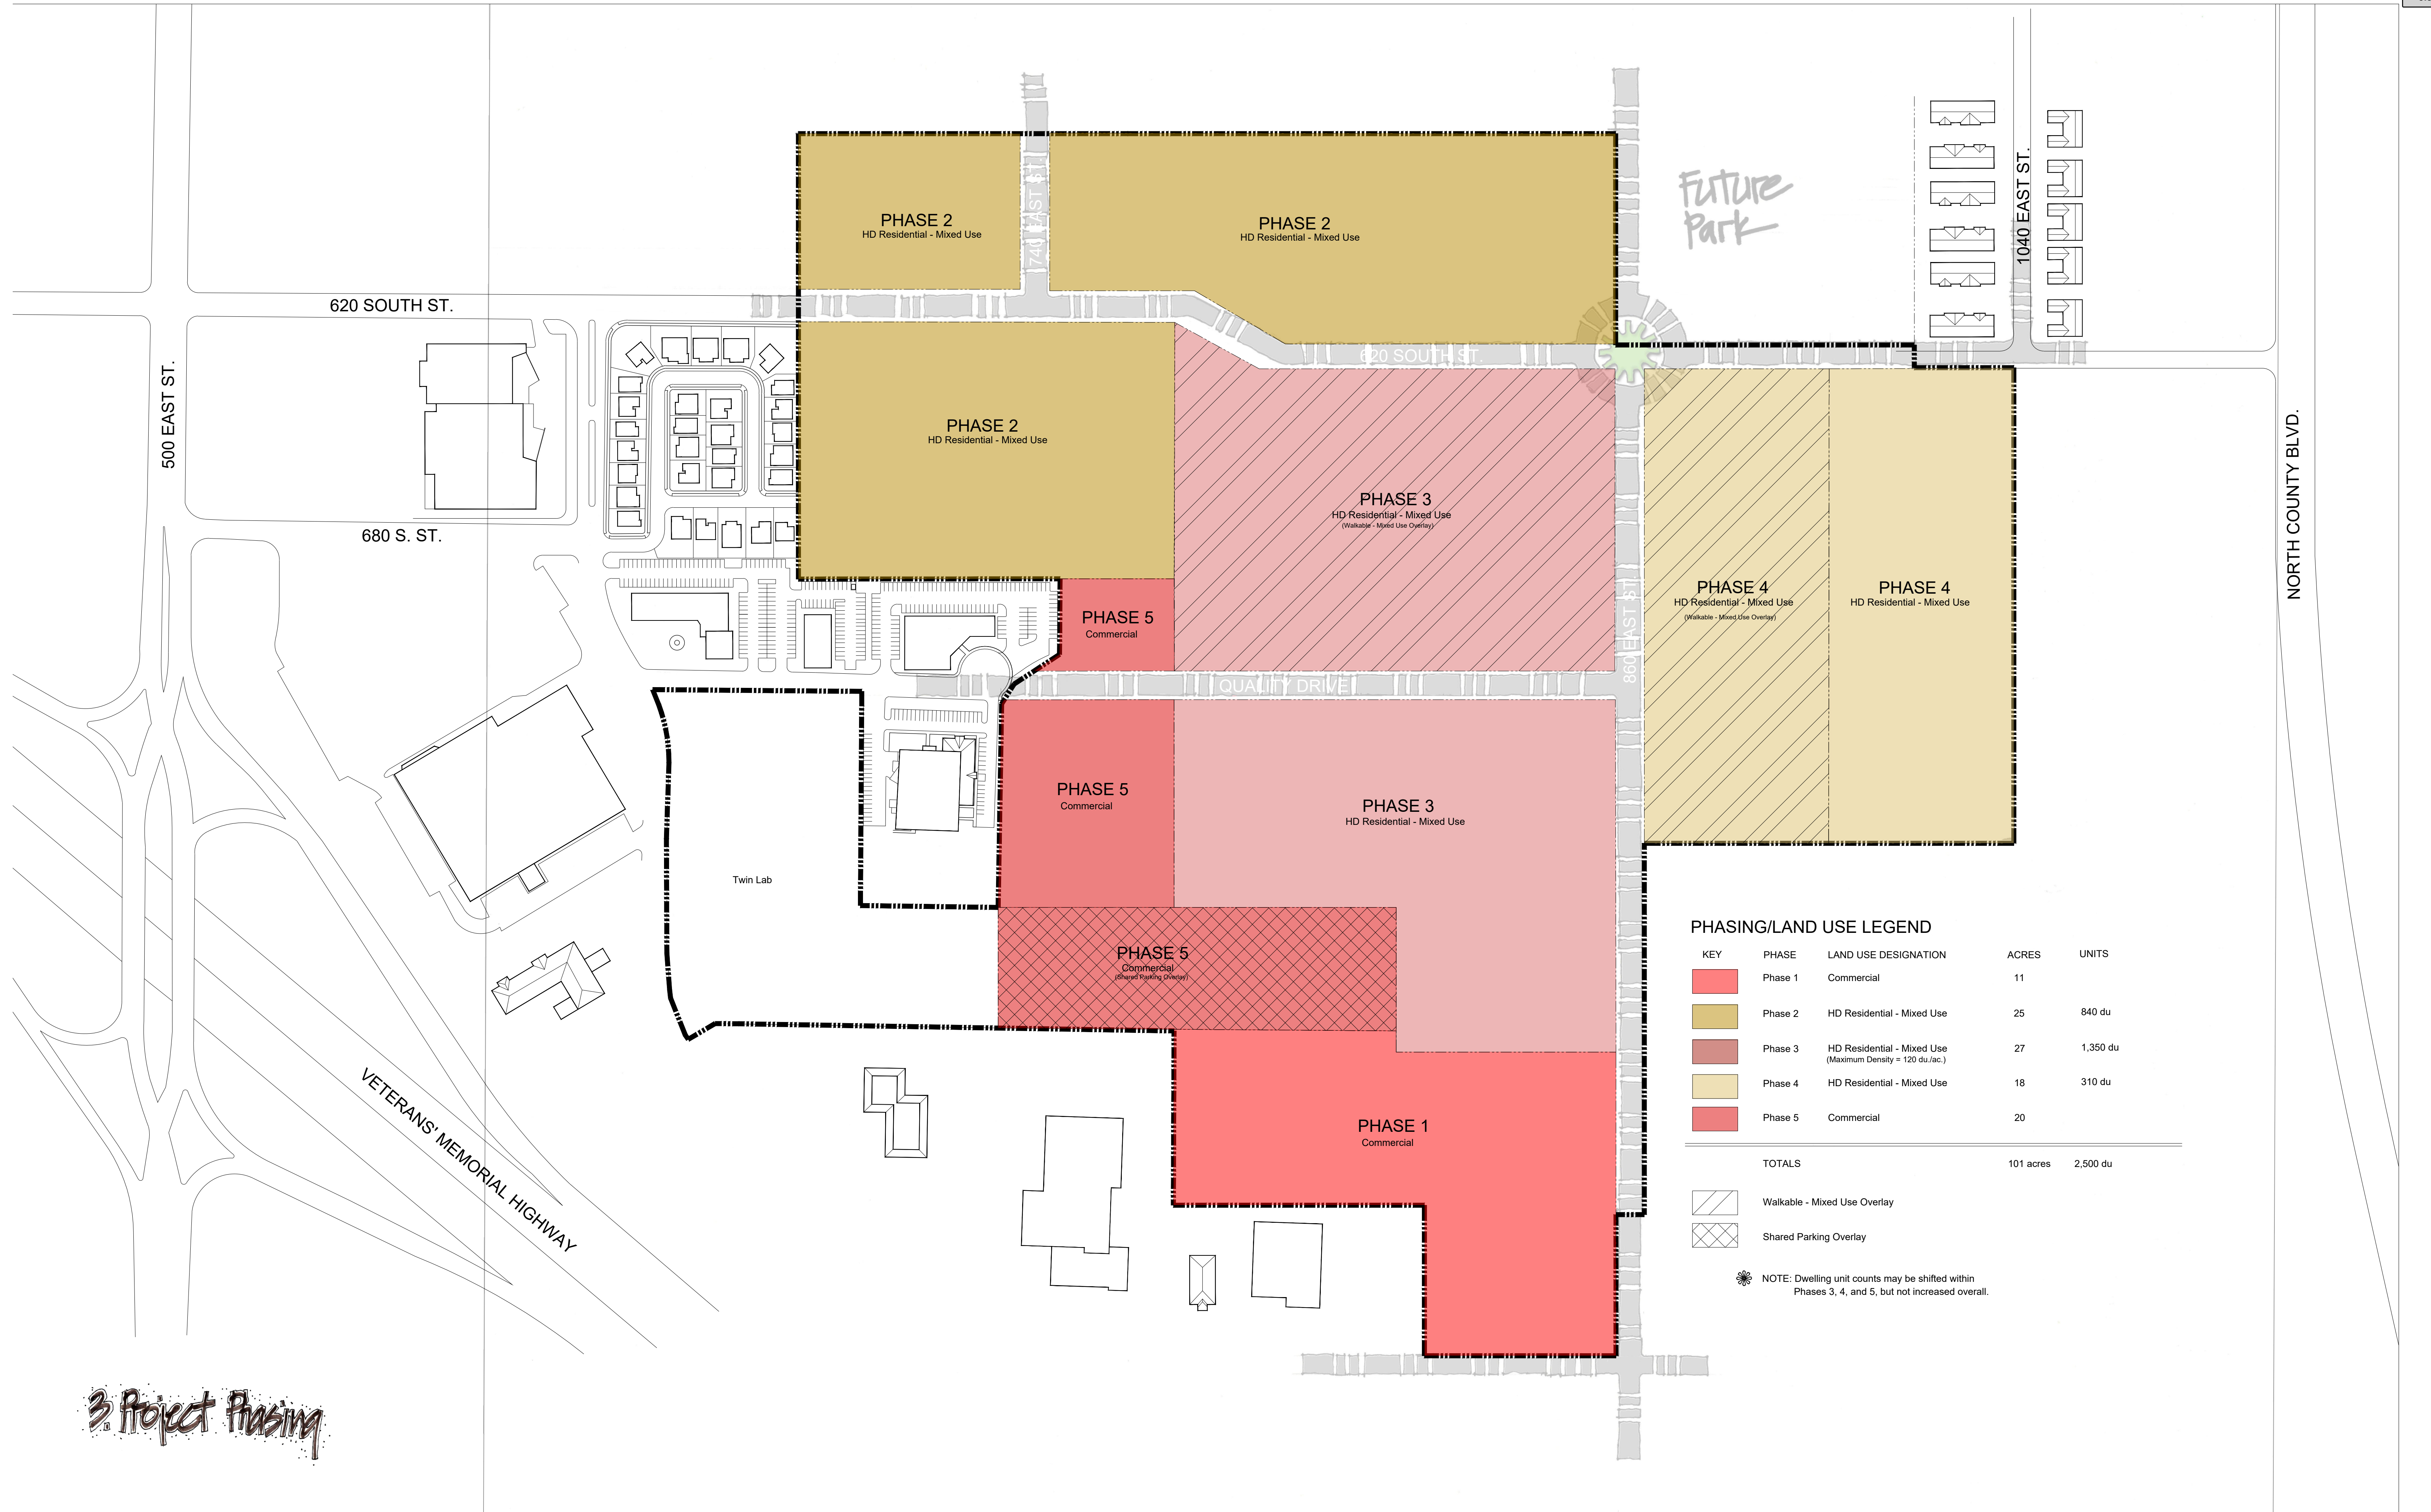 Future
Park
1040 EAST ST.
740 EAST ST.
PHASE 2
HD Residential - Mixed Use
PHASE 2
HD Residential - Mixed Use
620 SOUTH ST.
620 SOUTH ST.
500 EAST ST.
NORTH COUNTY BLVD.
PHASE 2
HD Residential - Mixed Use
PHASE 3
HD Residential - Mixed Use
(Walkable - Mixed Use Overlay)
680 S. ST.
PHASE 4
HD Residential - Mixed Use
(Walkable - Mixed Use Overlay)
PHASE 4
HD Residential - Mixed Use
860 EAST ST.
PHASE 5
Commercial
QUALITY DRIVE
PHASE 5
Commercial
PHASE 3
HD Residential - Mixed Use
Twin Lab
PHASE 5
Commercial
(Shared Parking Overlay)
PHASE 1
Commercial
VETERANS' MEMORIAL HIGHWAY
PHASING/LAND USE LEGEND
KEY PHASE LAND USE DESIGNATION ACRES UNITS
Phase 1 Commercial 11
Phase 2 HD Residential - Mixed Use 25 840 du
Phase 3 HD Residential - Mixed Use 27 1,350 du
(Maximum Density = 120 du./ac.)
Phase 4 HD Residential - Mixed Use 18 310 du
Phase 5 Commercial 20
TOTALS 101 acres 2,500 du
Walkable - Mixed Use Overlay
Shared Parking Overlay
NOTE: Dwelling unit counts may be shifted within
Phases 3, 4, and 5, but not increased overall.
3. Project Phasing